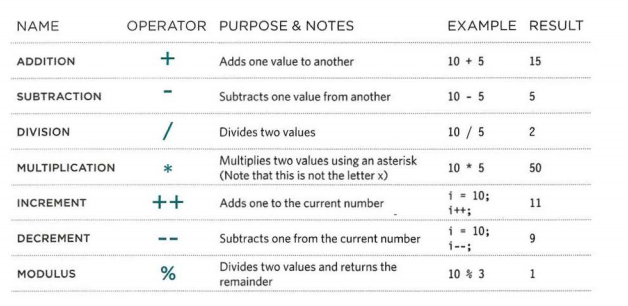 NAME OPERATOR PURPOSE & NOTES EXAMPLE RESULT
ADDITION + Adds one value to another 10 + 5 15
SUBTRACTION - Subtracts one value from another 10 - 5 5
DIVISION / Divides two values 10 / 5 2
MULTIPLICATION * Multiplies two values using an asterisk 10 * 5 50
(Note that this is not the letter x)
INCREMENT ++ Adds one to the current number i = 10; 11
i++;
DECREMENT -- Subtracts one from the current number i = 10; 9
i--;
MODULUS % Divides two values and returns the 10 % 3 1
remainder